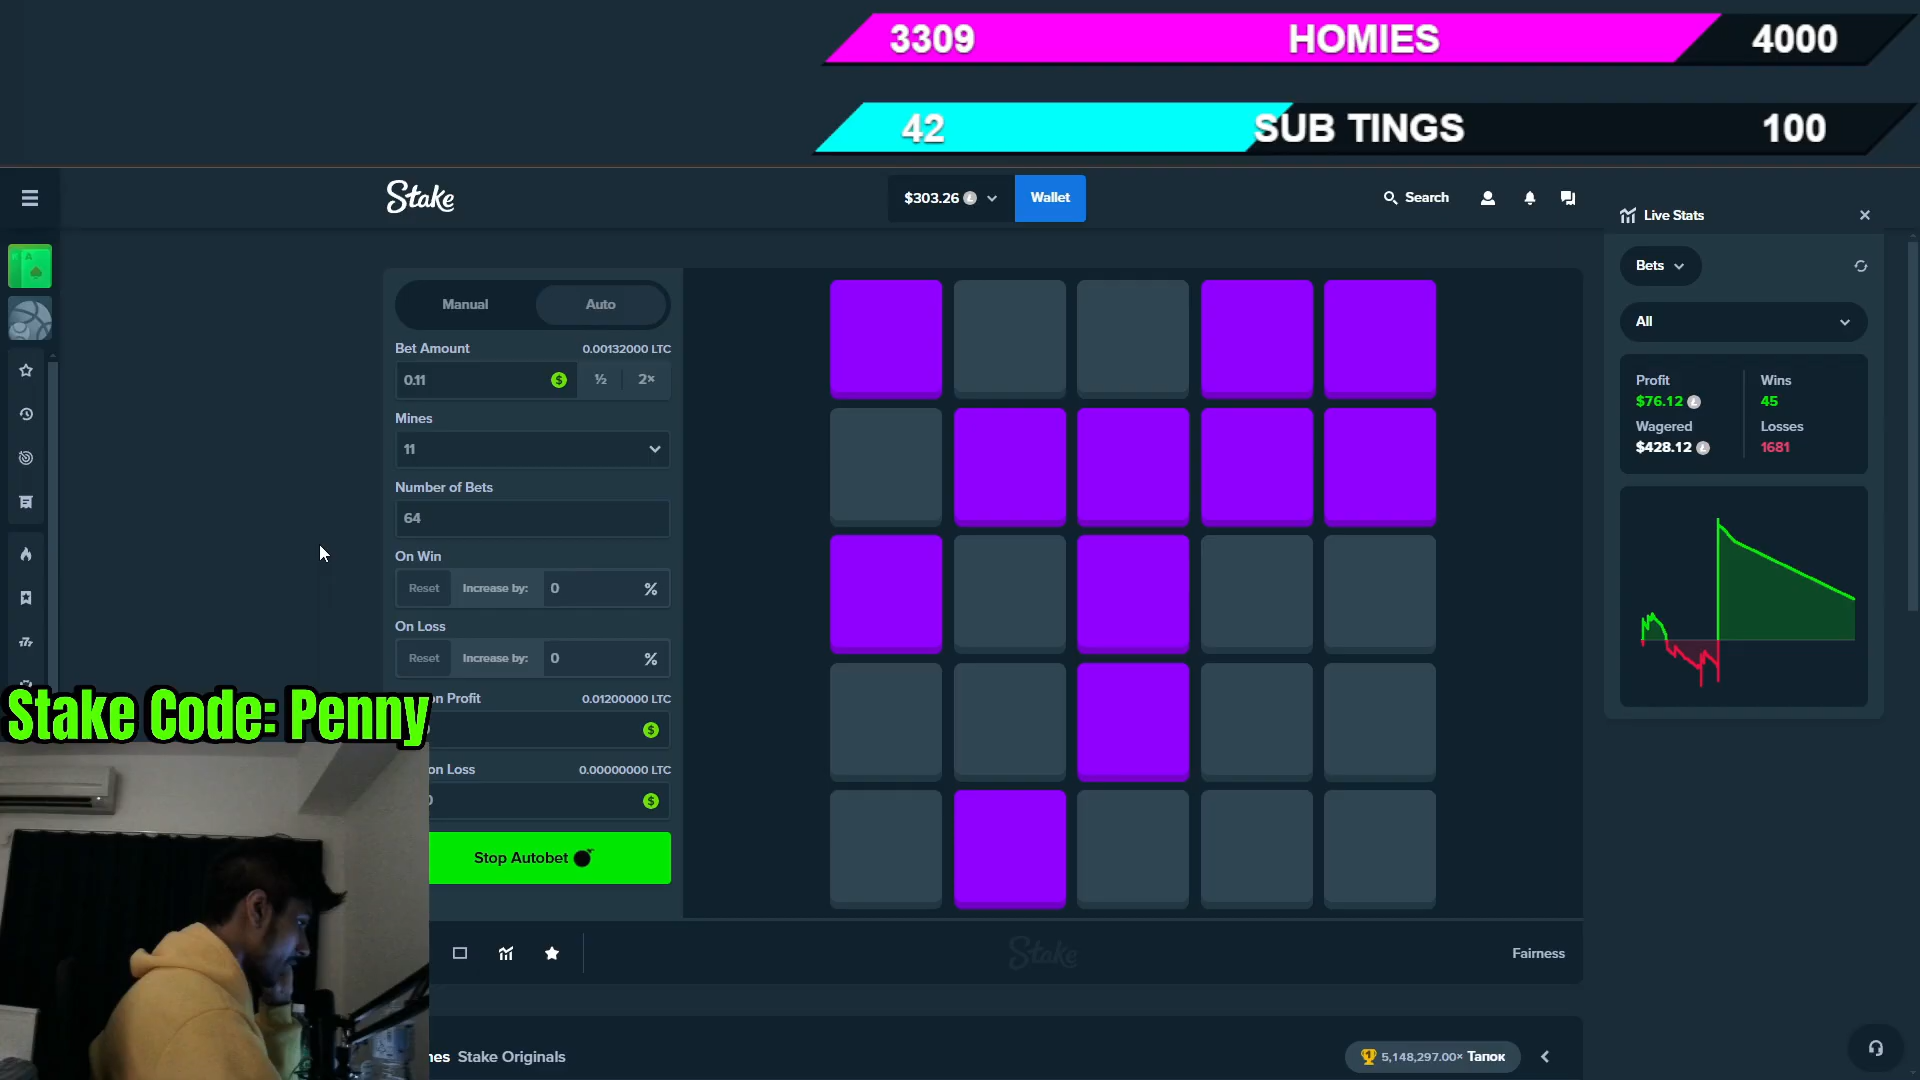 3309 HOMIES 4000
42 SUB TINGS 100
Stake
$303.26
Wallet
Search
Live Stats
Bets
All
Profit
$76.12
Wins
45
Wagered
$428.12
Losses
1681
Manual Auto
Bet Amount 0.00132000 LTC
0.11 ½ 2×
Mines
11
Number of Bets
64
On Win
Reset Increase by: 0 %
On Loss
Reset Increase by: 0 %
on Profit 0.01200000 LTC
on Loss 0.00000000 LTC
Stop Autobet
Stake Code: Penny
Stake
Fairness
nes Stake Originals
5,148,297.00× Тапок